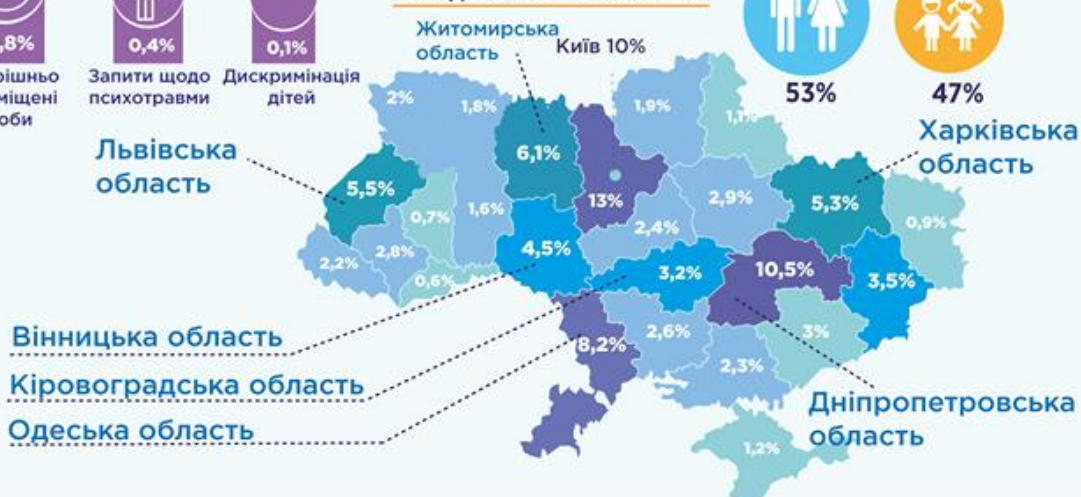 ,8%
0,4%
0,1%
Запити щодо
психотравми
Дискримінація
дітей
Житомирська
область
Київ 10%
53%
47%
Львівська
область
Харківська
область
2%
1,8%
6,1%
1,9%
1,1%
5,5%
0,7%
1,6%
13%
2,9%
5,3%
0,9%
2,4%
2,2%
2,8%
0,6%
4,5%
3,2%
10,5%
3,5%
8,2%
2,6%
2,3%
3%
1,2%
Вінницька область
Кіровоградська область
Одеська область
Дніпропетровська
область